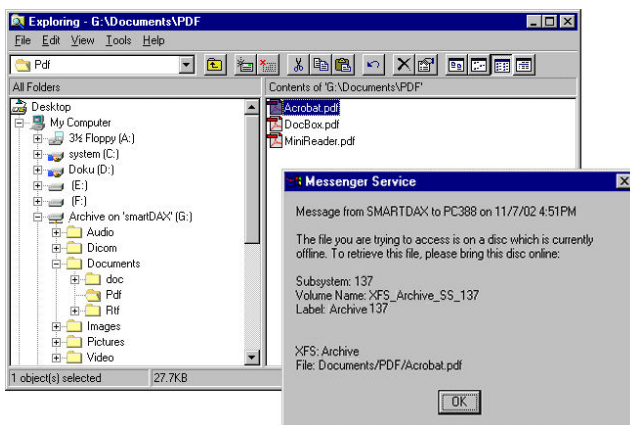 Exploring - G:\Documents\PDF
File Edit View Tools Help
Pdf
All Folders
Contents of 'G:\Documents\PDF'
Desktop
My Computer
3½ Floppy (A:)
system (C:)
Doku (D:)
(E:)
(F:)
Archive on 'smartDAX' (G:)
Audio
Dicom
Documents
doc
Pdf
Rtf
Images
Pictures
Video
Acrobat.pdf
DocBox.pdf
MiniReader.pdf
1 object(s) selected
27.7KB
Messenger Service
Message from SMARTDAX to PC388 on 11/7/02 4:51PM
The file you are trying to access is on a disc which is currently
offline. To retrieve this file, please bring this disc online:
Subsystem: 137
Volume Name: XFS_Archive_SS_137
Label: Archive 137
XFS: Archive
File: Documents/PDF/Acrobat.pdf
OK